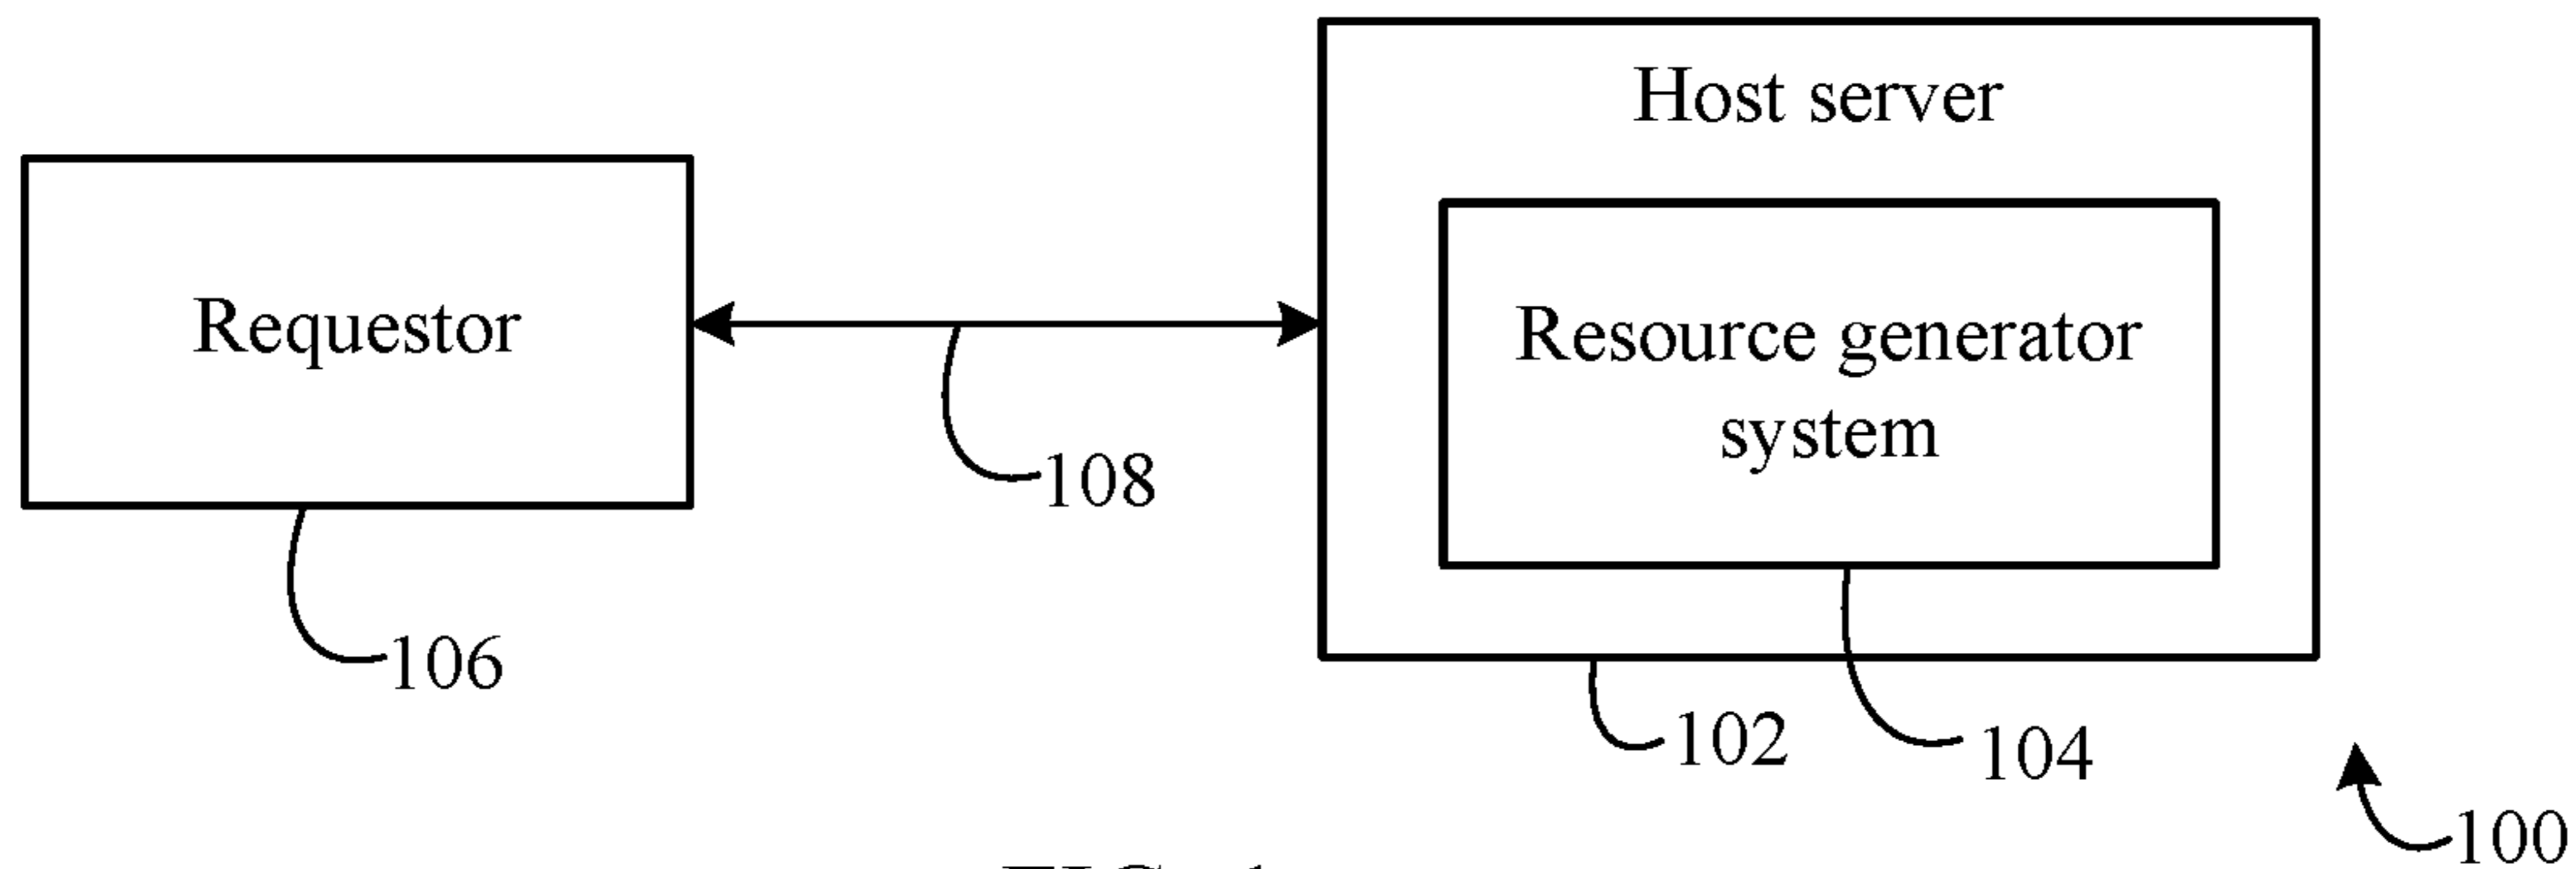 Host server
Requestor
Resource generator
system
108
106
102
104
100